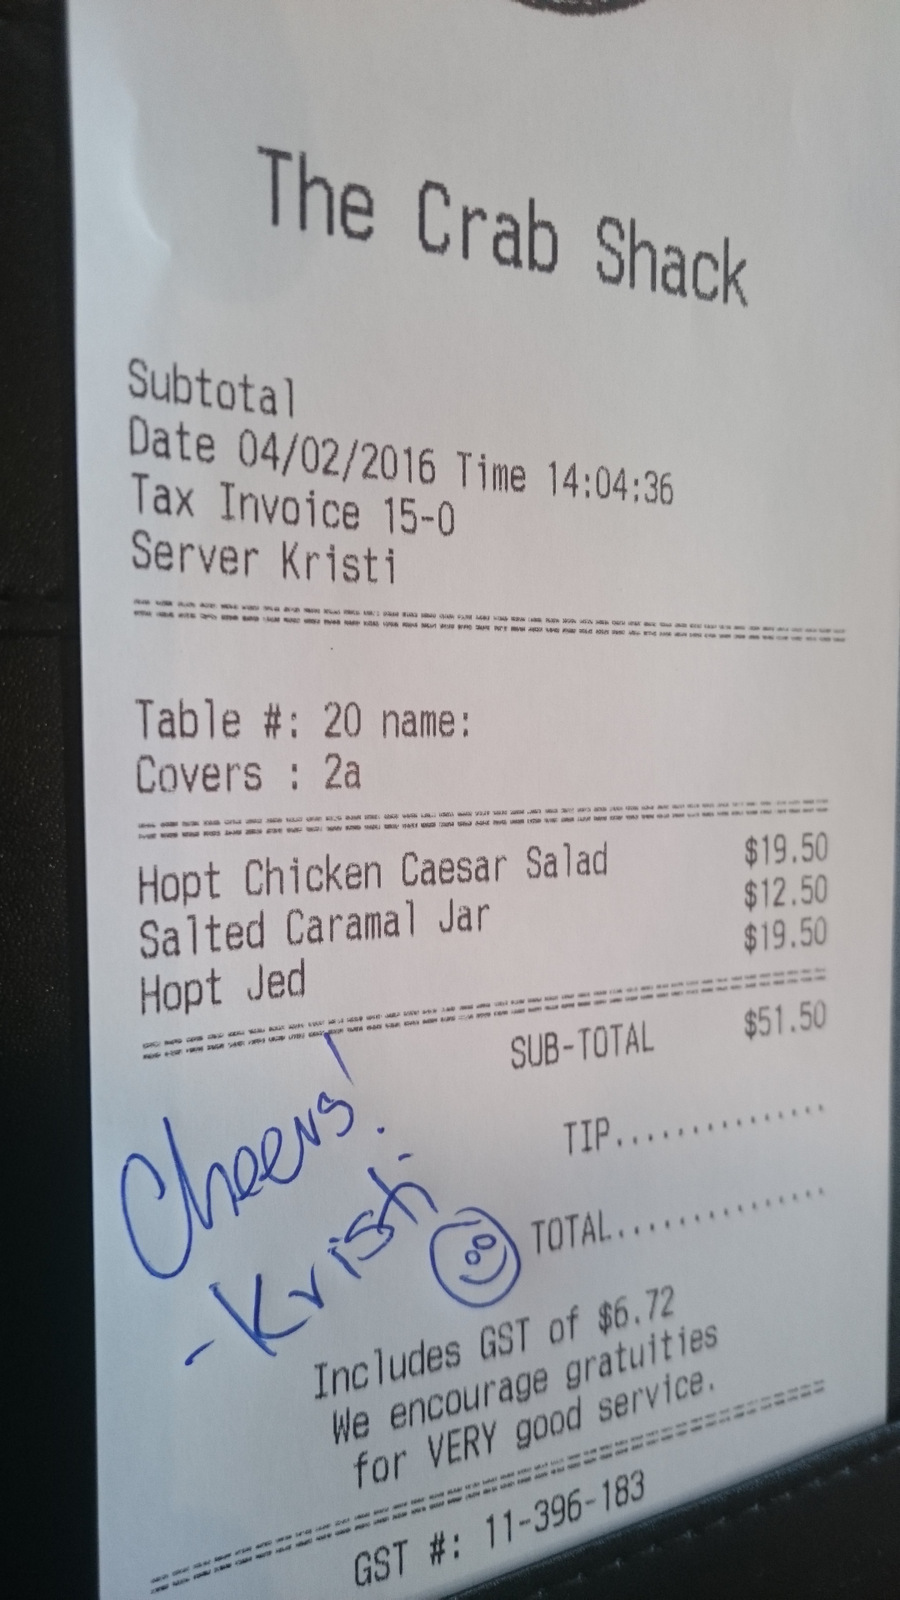 The Crab Shack
Subtotal
Date 04/02/2016 Time 14:04:36
Tax Invoice 15-0
Server Kristi
Table #: 20 name:
Covers : 2a
Hopt Chicken Caesar Salad $19.50
Salted Caramal Jar $12.50
Hopt Jed $19.50
SUB-TOTAL $51.50
Cheers!
TIP...............
-Kristi
TOTAL...............
Includes GST of $6.72
We encourage gratuities
for VERY good service.
GST #: 11-396-183